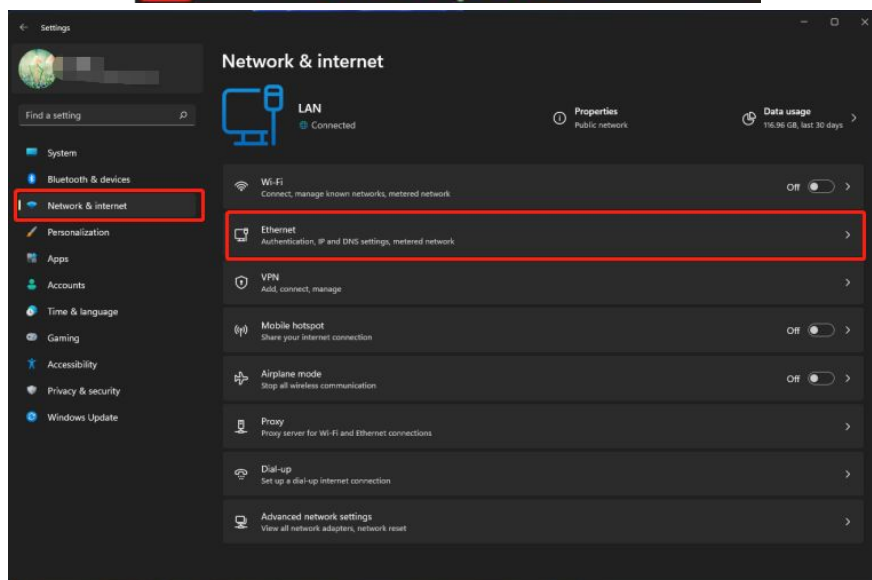 Settings
Network & internet
LAN
Connected
Properties
Public network
Data usage
116.96 GB, last 30 days
Find a setting
System
Bluetooth & devices
Network & internet
Personalization
Apps
Accounts
Time & language
Gaming
Accessibility
Privacy & security
Windows Update
Wi-Fi
Connect, manage known networks, metered network
Off
Ethernet
Authentication, IP and DNS settings, metered network
VPN
Add, connect, manage
Mobile hotspot
Share your internet connection
Off
Airplane mode
Stop all wireless communication
Off
Proxy
Proxy server for Wi-Fi and Ethernet connections
Dial-up
Set up a dial-up internet connection
Advanced network settings
View all network adapters, network reset